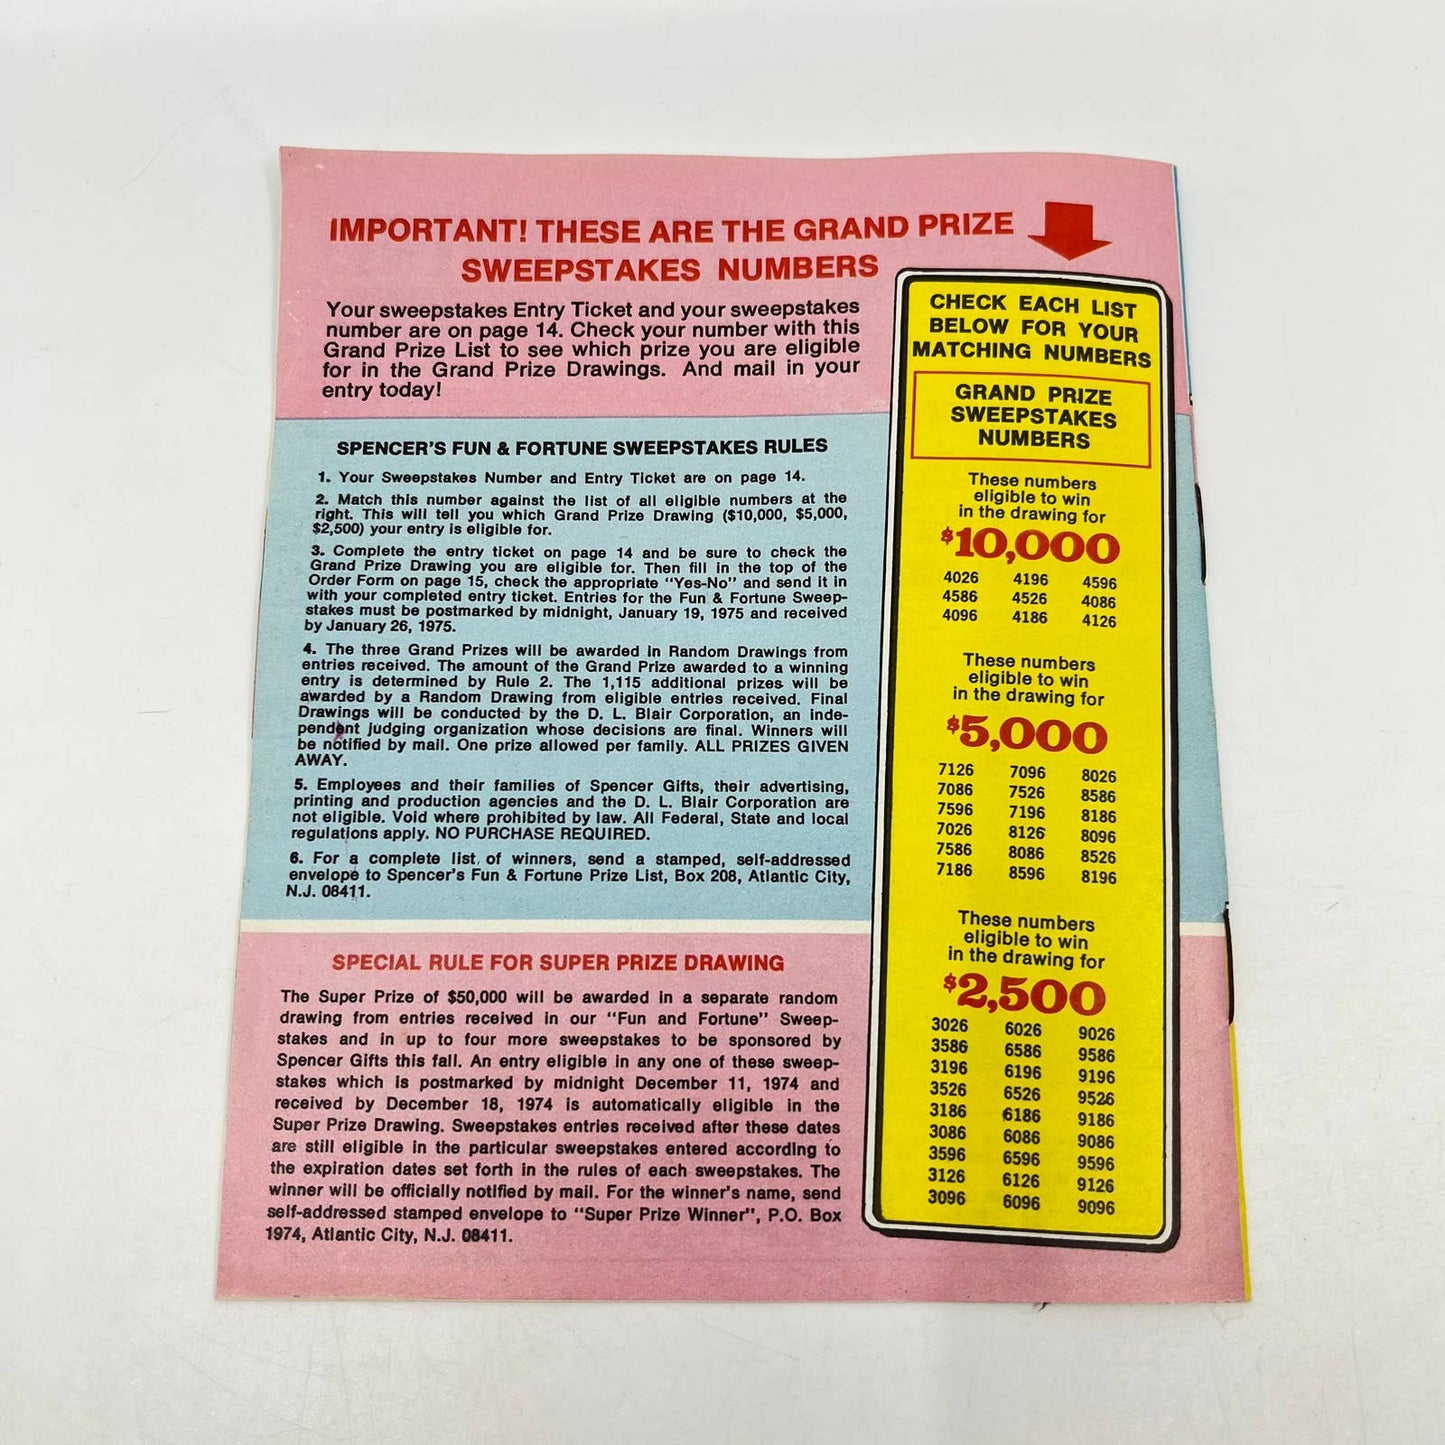 IMPORTANT! THESE ARE THE GRAND PRIZE
SWEEPSTAKES NUMBERS
Your sweepstakes Entry Ticket and your sweepstakes
number are on page 14. Check your number with this
Grand Prize List to see which prize you are eligible
for in the Grand Prize Drawings. And mail in your
entry today!
SPENCER'S FUN & FORTUNE SWEEPSTAKES RULES
1. Your Sweepstakes Number and Entry Ticket are on page 14.
2. Match this number against the list of all eligible numbers at the
right. This will tell you which Grand Prize Drawing ($10,000, $5,000,
$2,500) your entry is eligible for.
3. Complete the entry ticket on page 14 and be sure to check the
Grand Prize Drawing you are eligible for. Then fill in the top of the
Order Form on page 15, check the appropriate "Yes-No" and send it in
with your completed entry ticket. Entries for the Fun & Fortune Sweep-
stakes must be postmarked by midnight, January 19, 1975 and received
by January 26, 1975.
4. The three Grand Prizes will be awarded in Random Drawings from
entries received. The amount of the Grand Prize awarded to a winning
entry is determined by Rule 2. The 1,115 additional prizes will be
awarded by a Random Drawing from eligible entries received. Final
Drawings will be conducted by the D. L. Blair Corporation, an inde-
pendent judging organization whose decisions are final. Winners will
be notified by mail. One prize allowed per family. ALL PRIZES GIVEN
AWAY.
5. Employees and their families of Spencer Gifts, their advertising,
printing and production agencies and the D. L. Blair Corporation are
not eligible. Void where prohibited by law. All Federal, State and local
regulations apply. NO PURCHASE REQUIRED.
6. For a complete list of winners, send a stamped, self-addressed
envelope to Spencer's Fun & Fortune Prize List, Box 208, Atlantic City,
N.J. 08411.
SPECIAL RULE FOR SUPER PRIZE DRAWING
The Super Prize of $50,000 will be awarded in a separate random
drawing from entries received in our "Fun and Fortune" Sweep-
stakes and in up to four more sweepstakes to be sponsored by
Spencer Gifts this fall. An entry eligible in any one of these sweep-
stakes which is postmarked by midnight December 11, 1974 and
received by December 18, 1974 is automatically eligible in the
Super Prize Drawing. Sweepstakes entries received after these dates
are still eligible in the particular sweepstakes entered according to
the expiration dates set forth in the rules of each sweepstakes. The
winner will be officially notified by mail. For the winner's name, send
self-addressed stamped envelope to "Super Prize Winner", P.O. Box
1974, Atlantic City, N.J. 08411.
CHECK EACH LIST
BELOW FOR YOUR
MATCHING NUMBERS
GRAND PRIZE
SWEEPSTAKES
NUMBERS
These numbers
eligible to win
in the drawing for
$10,000
4026 4196 4596
4586 4526 4086
4096 4186 4126
These numbers
eligible to win
in the drawing for
$5,000
7126 7096 8026
7086 7526 8586
7596 7196 8186
7026 8126 8096
7586 8086 8526
7186 8596 8196
These numbers
eligible to win
in the drawing for
$2,500
3026 6026 9026
3586 6586 9586
3196 6196 9196
3526 6526 9526
3186 6186 9186
3086 6086 9086
3596 6596 9596
3126 6126 9126
3096 6096 9096